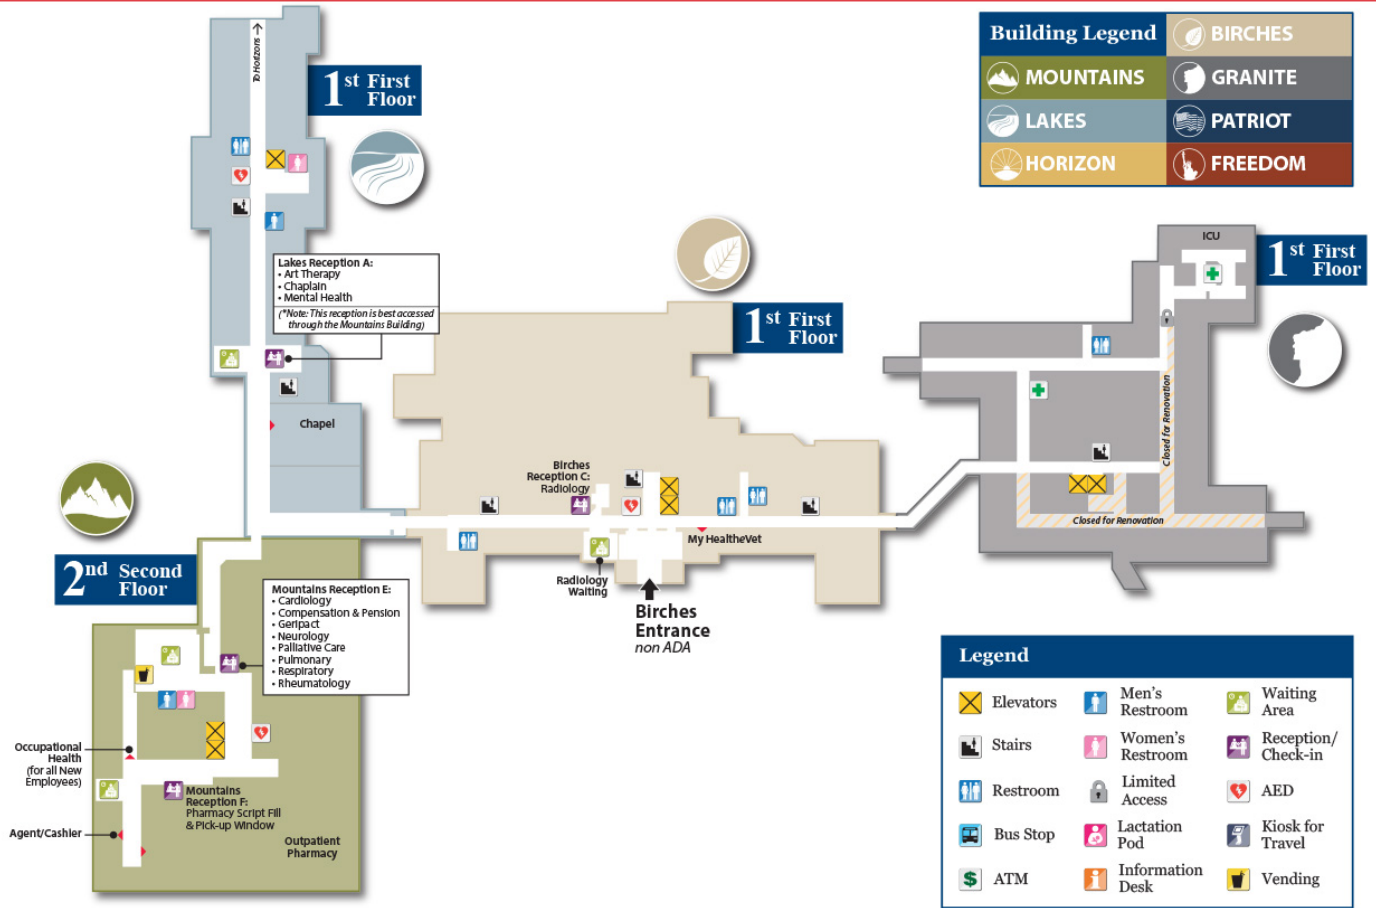 To Horizons
1st First
Floor
Building Legend
BIRCHES
MOUNTAINS
GRANITE
LAKES
PATRIOT
HORIZON
FREEDOM
Lakes Reception A:
• Art Therapy
• Chaplain
• Mental Health
(*Note: This reception is best accessed
through the Mountains Building)
Chapel
1st First
Floor
ICU
1st First
Floor
Closed for Renovation
Closed for Renovation
Birches
Reception C:
Radiology
My HealtheVet
Radiology
Waiting
Birches
Entrance
non ADA
2nd Second
Floor
Mountains Reception E:
• Cardiology
• Compensation & Pension
• Geripact
• Neurology
• Palliative Care
• Pulmonary
• Respiratory
• Rheumatology
Occupational
Health
(for all New
Employees)
Mountains
Reception F:
Pharmacy Script Fill
& Pick-up Window
Agent/Cashier
Outpatient
Pharmacy
Legend
Elevators
Men's
Restroom
Waiting
Area
Stairs
Women's
Restroom
Reception/
Check-in
Restroom
Limited
Access
AED
Bus Stop
Lactation
Pod
Kiosk for
Travel
$ ATM
Information
Desk
Vending